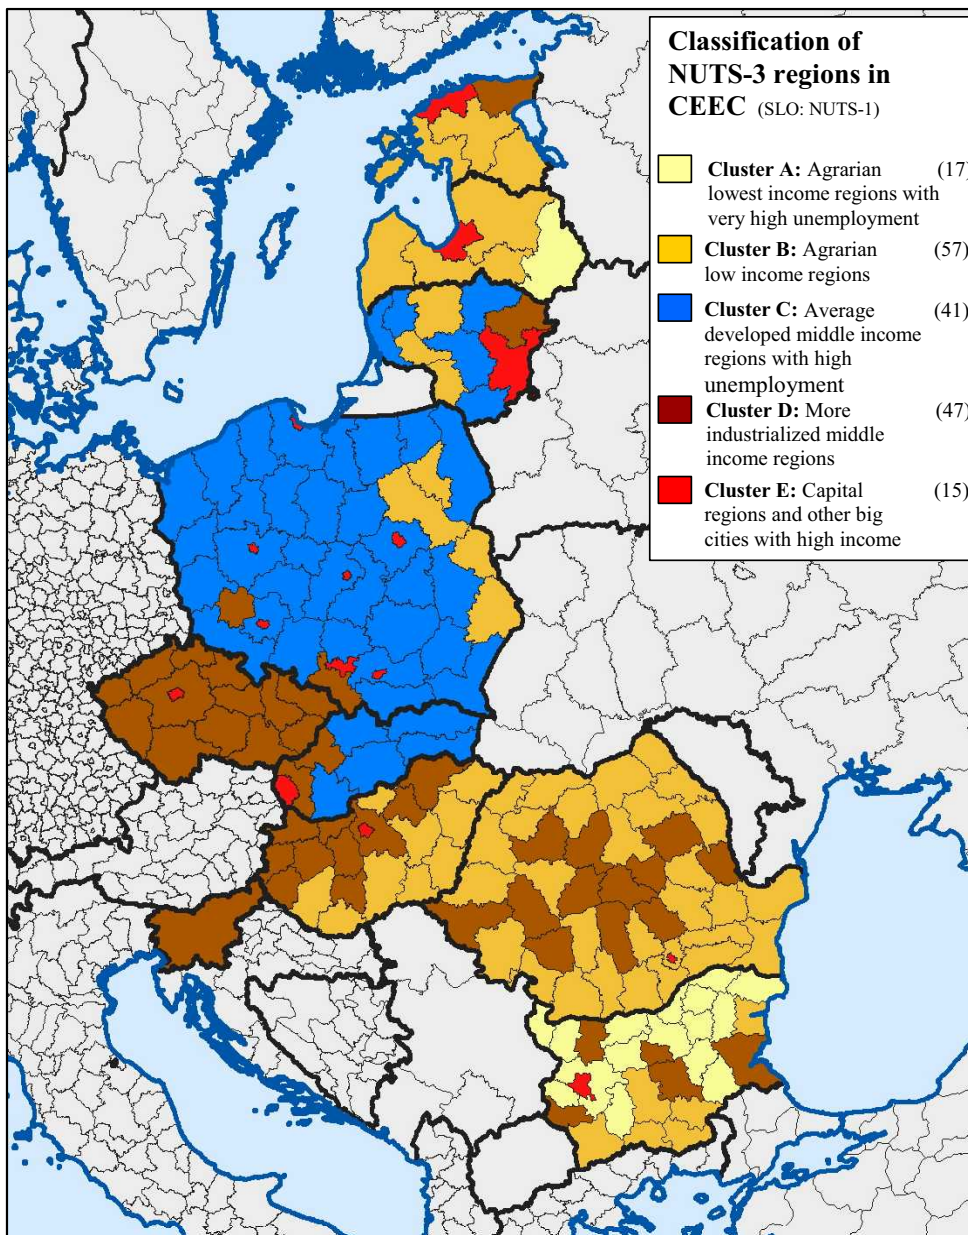 Classification of
NUTS-3 regions in
CEEC (SLO: NUTS-1)
Cluster A: Agrarian (17)
lowest income regions with
very high unemployment
Cluster B: Agrarian (57)
low income regions
Cluster C: Average (41)
developed middle income
regions with high
unemployment
Cluster D: More (47)
industrialized middle
income regions
Cluster E: Capital (15)
regions and other big
cities with high income